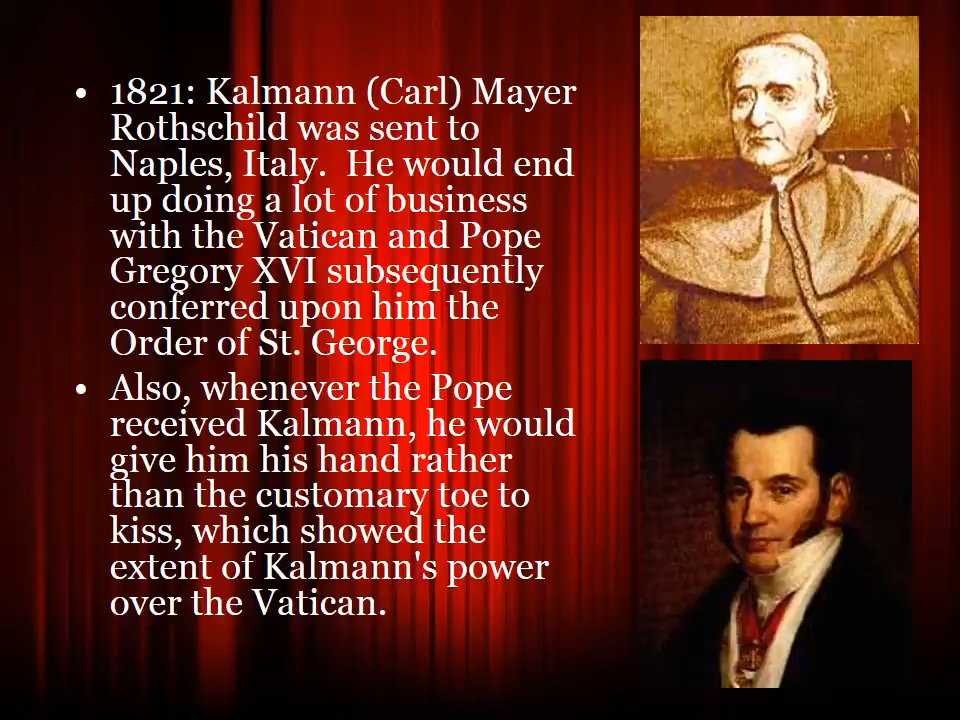 • 1821: Kalmann (Carl) Mayer
Rothschild was sent to
Naples, Italy.  He would end
up doing a lot of business
with the Vatican and Pope
Gregory XVI subsequently
conferred upon him the
Order of St. George.
• Also, whenever the Pope
received Kalmann, he would
give him his hand rather
than the customary toe to
kiss, which showed the
extent of Kalmann's power
over the Vatican.